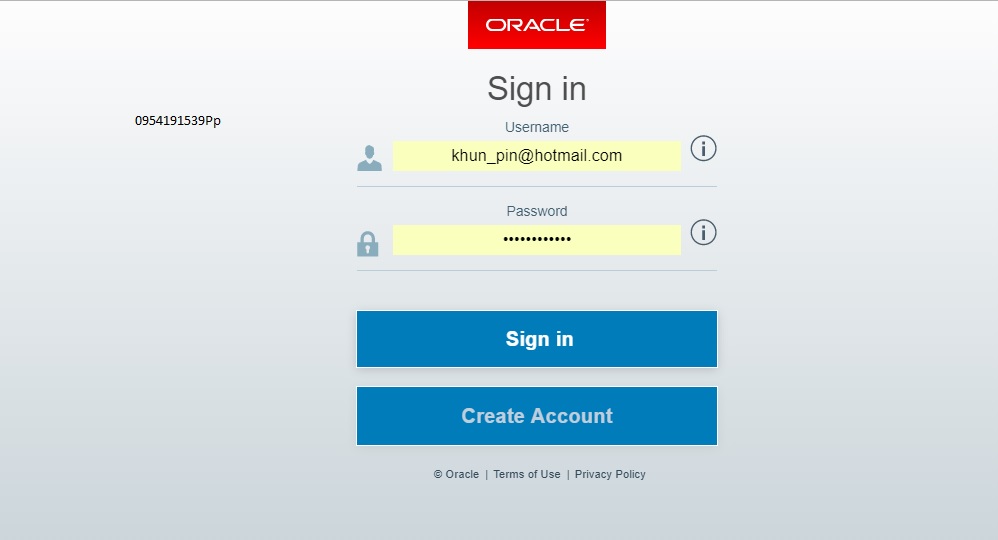 ORACLE
Sign in
0954191539Pp
Username
khun_pin@hotmail.com
Password
••••••••••••
Sign in
Create Account
© Oracle | Terms of Use | Privacy Policy